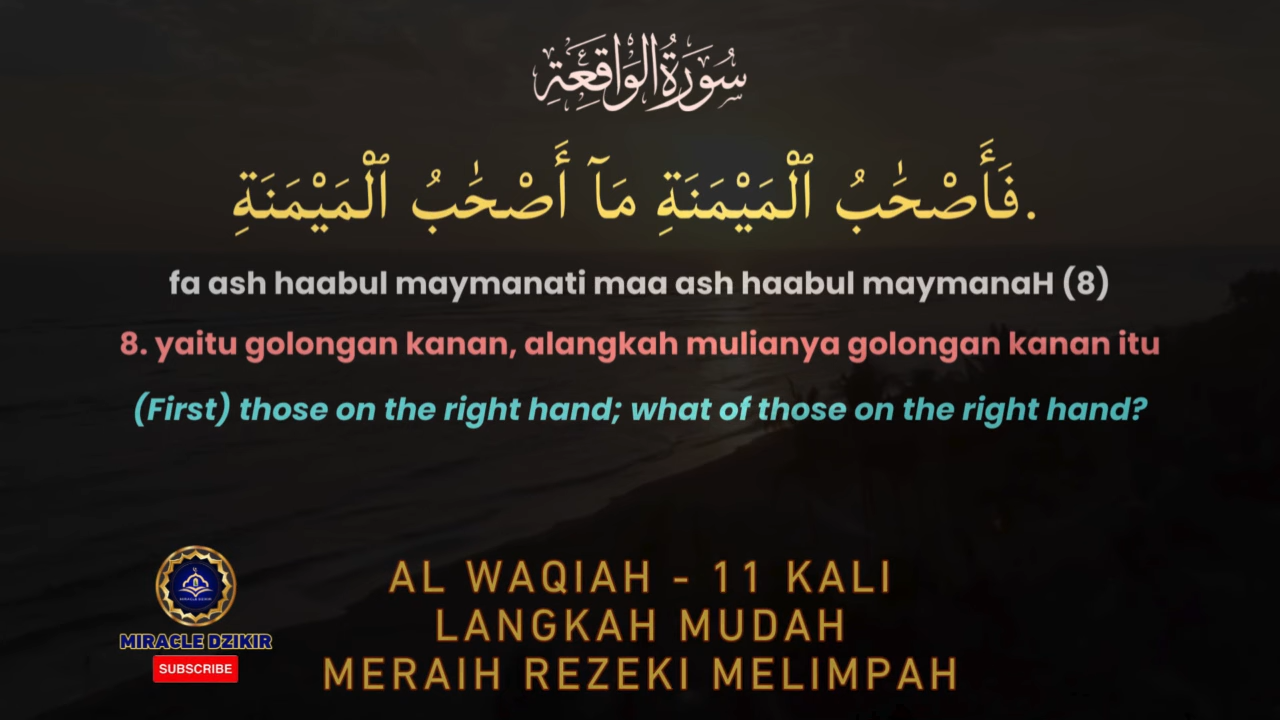 سُورَةُ الوَاقِعَةِ
فَأَصْحَٰبُ ٱلْمَيْمَنَةِ مَآ أَصْحَٰبُ ٱلْمَيْمَنَةِ.
fa ash haabul maymanati maa ash haabul maymanaH (8)
8. yaitu golongan kanan, alangkah mulianya golongan kanan itu
(First) those on the right hand; what of those on the right hand?
AL WAQIAH - 11 KALI
LANGKAH MUDAH
MERAIH REZEKI MELIMPAH
MIRACLE DZIKIR
MIRACLE DZIKIR
SUBSCRIBE